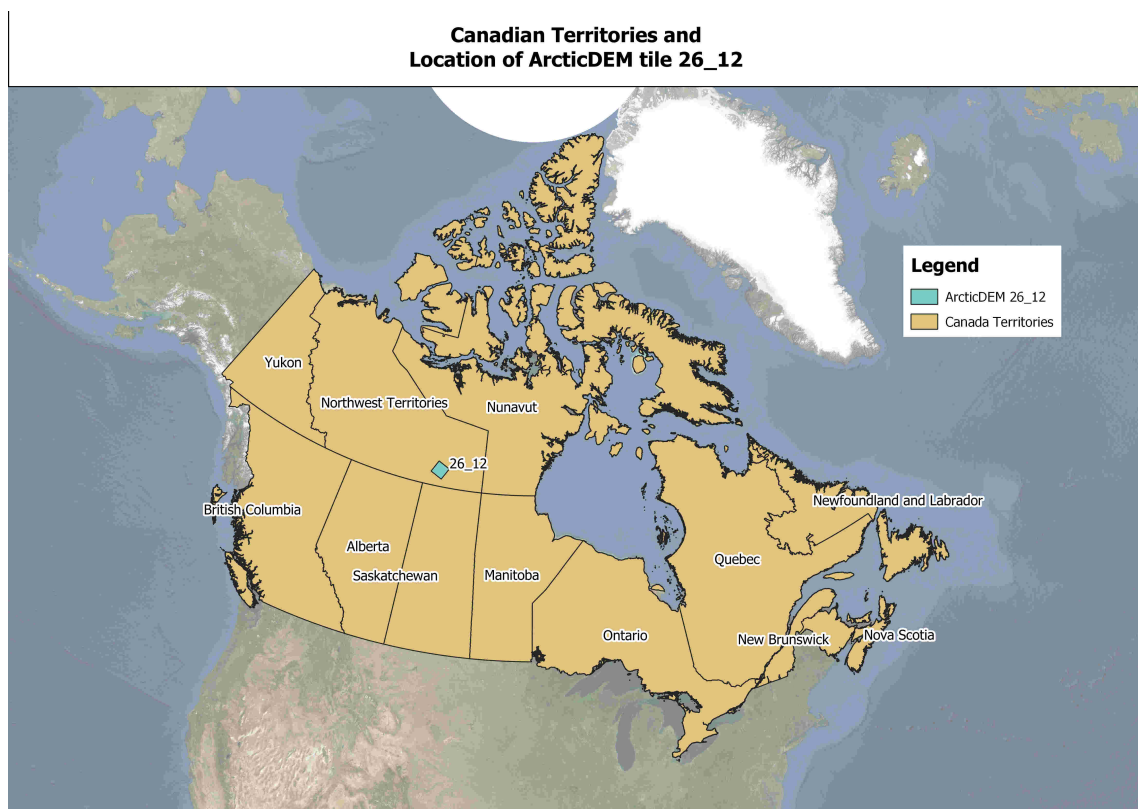 Canadian Territories and
Location of ArcticDEM tile 26_12
Legend
ArcticDEM 26_12
Canada Territories
Yukon
Northwest Territories
Nunavut
26_12
British Columbia
Newfoundland and Labrador
Alberta
Quebec
Saskatchewan
Manitoba
Ontario
New Brunswick
Nova Scotia